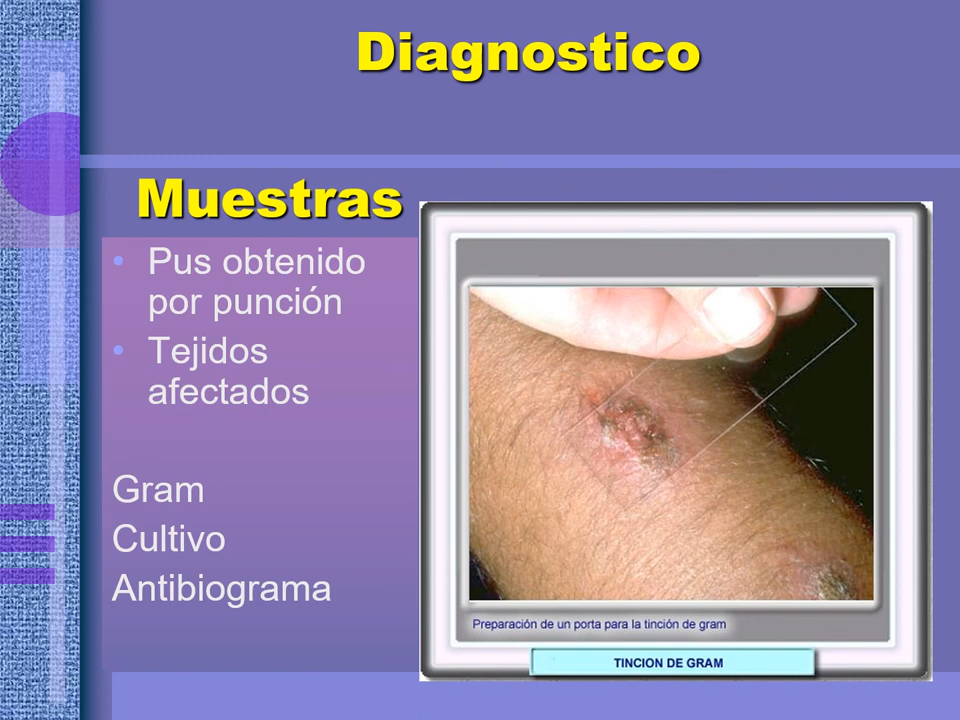 Diagnostico
Muestras
• Pus obtenido
por punción
• Tejidos
afectados
Gram
Cultivo
Antibiograma
Preparación de un porta para la tinción de gram
TINCION DE GRAM